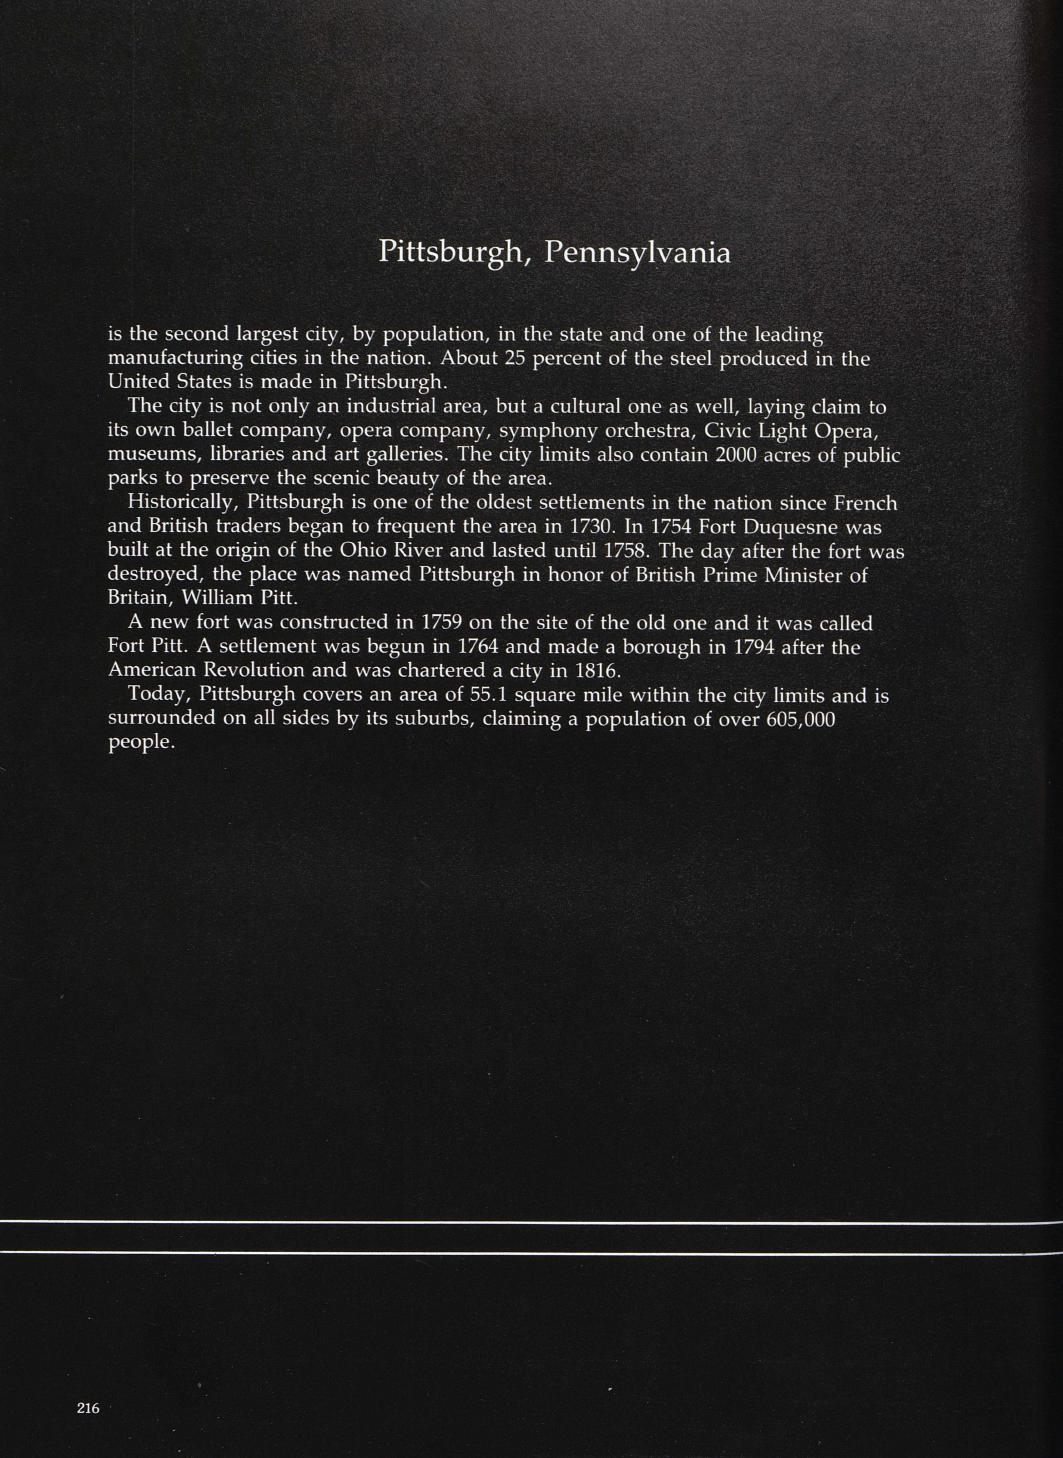 Pittsburgh, Pennsylvania
is the second largest city, by population, in the state and one of the leading
manufacturing cities in the nation. About 25 percent of the steel produced in the
United States is made in Pittsburgh.
The city is not only an industrial area, but a cultural one as well, laying claim to
its own ballet company, opera company, symphony orchestra, Civic Light Opera,
museums, libraries and art galleries. The city limits also contain 2000 acres of public
parks to preserve the scenic beauty of the area.
Historically, Pittsburgh is one of the oldest settlements in the nation since French
and British traders began to frequent the area in 1730. In 1754 Fort Duquesne was
built at the origin of the Ohio River and lasted until 1758. The day after the fort was
destroyed, the place was named Pittsburgh in honor of British Prime Minister of
Britain, William Pitt.
A new fort was constructed in 1759 on the site of the old one and it was called
Fort Pitt. A settlement was begun in 1764 and made a borough in 1794 after the
American Revolution and was chartered a city in 1816.
Today, Pittsburgh covers an area of 55.1 square mile within the city limits and is
surrounded on all sides by its suburbs, claiming a population of over 605,000
people.
216